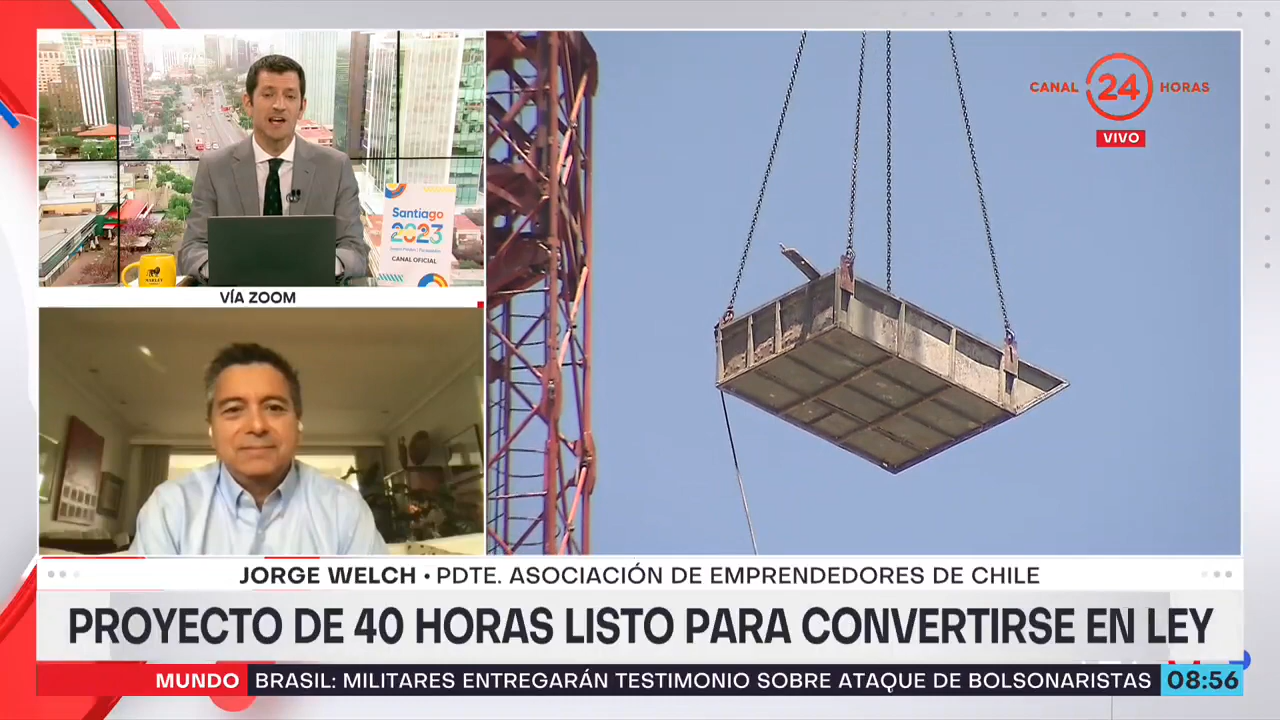 CANAL 24 HORAS
VIVO
Santiago
2023
CANAL OFICIAL
VÍA ZOOM
JORGE WELCH • PDTE. ASOCIACIÓN DE EMPRENDEDORES DE CHILE
PROYECTO DE 40 HORAS LISTO PARA CONVERTIRSE EN LEY
MUNDO BRASIL: MILITARES ENTREGARÁN TESTIMONIO SOBRE ATAQUE DE BOLSONARISTAS 08:56